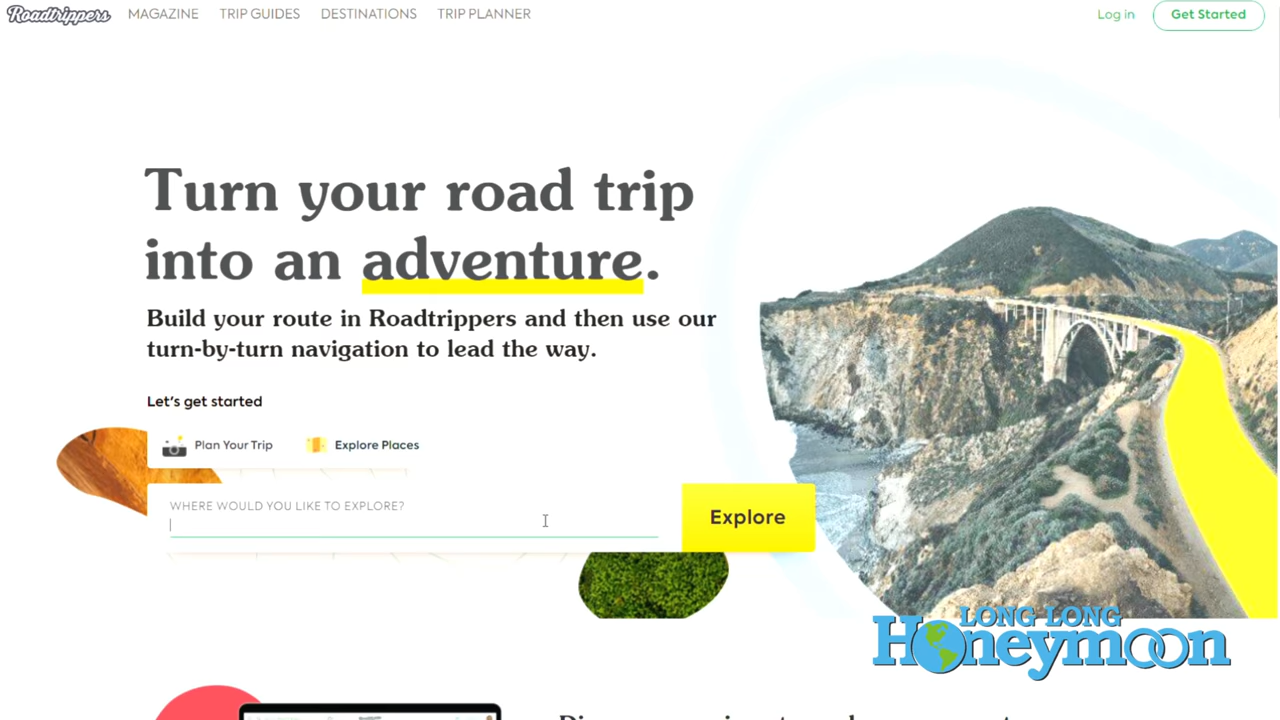 Roadtrippers MAGAZINE TRIP GUIDES DESTINATIONS TRIP PLANNER Log in Get Started
Turn your road trip
into an adventure.
Build your route in Roadtrippers and then use our
turn-by-turn navigation to lead the way.
Let's get started
Plan Your Trip Explore Places
WHERE WOULD YOU LIKE TO EXPLORE?
Explore
LONG LONG
Honeymoon